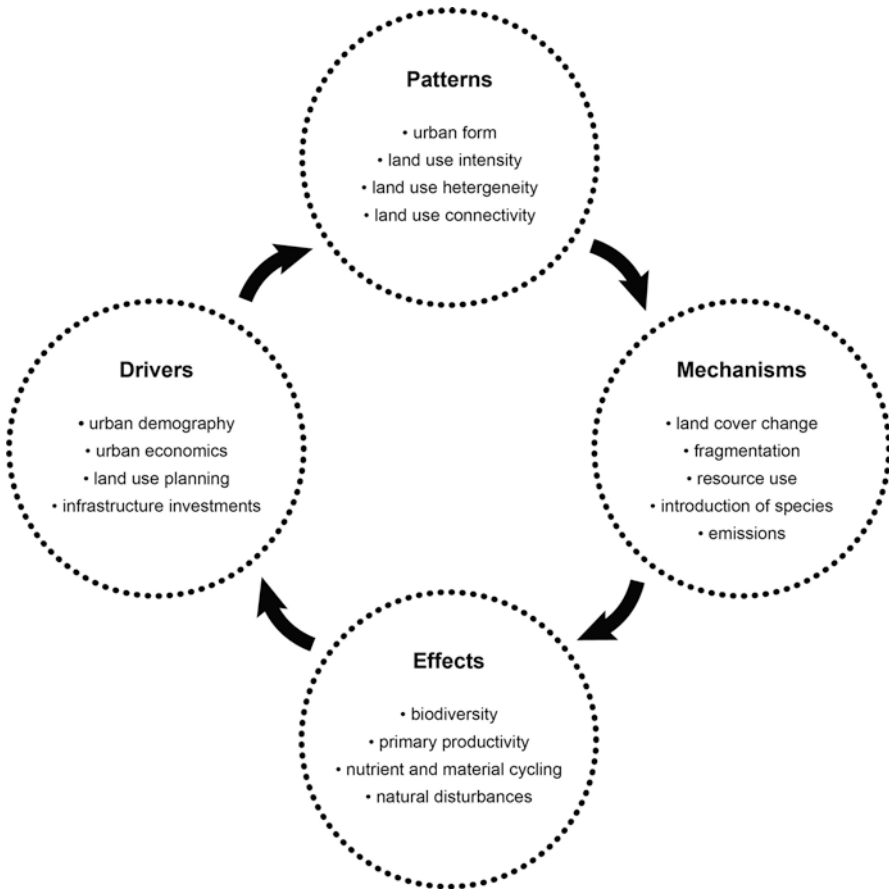 Patterns
• urban form
• land use intensity
• land use hetergeneity
• land use connectivity
Drivers
• urban demography
• urban economics
• land use planning
• infrastructure investments
Mechanisms
• land cover change
• fragmentation
• resource use
• introduction of species
• emissions
Effects
• biodiversity
• primary productivity
• nutrient and material cycling
• natural disturbances